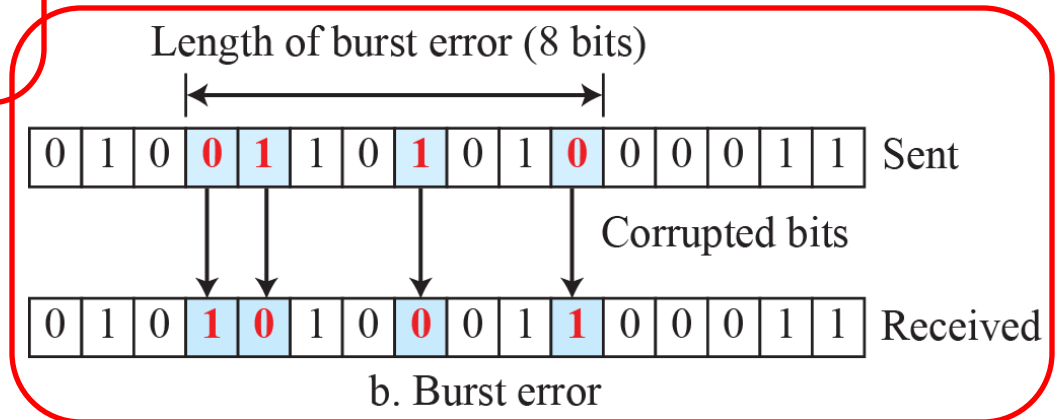 Length of burst error (8 bits)
0 1 0 0 1 1 0 1 0 1 0 0 0 0 1 1 Sent
Corrupted bits
0 1 0 1 0 1 0 0 0 1 1 0 0 0 1 1 Received
b. Burst error